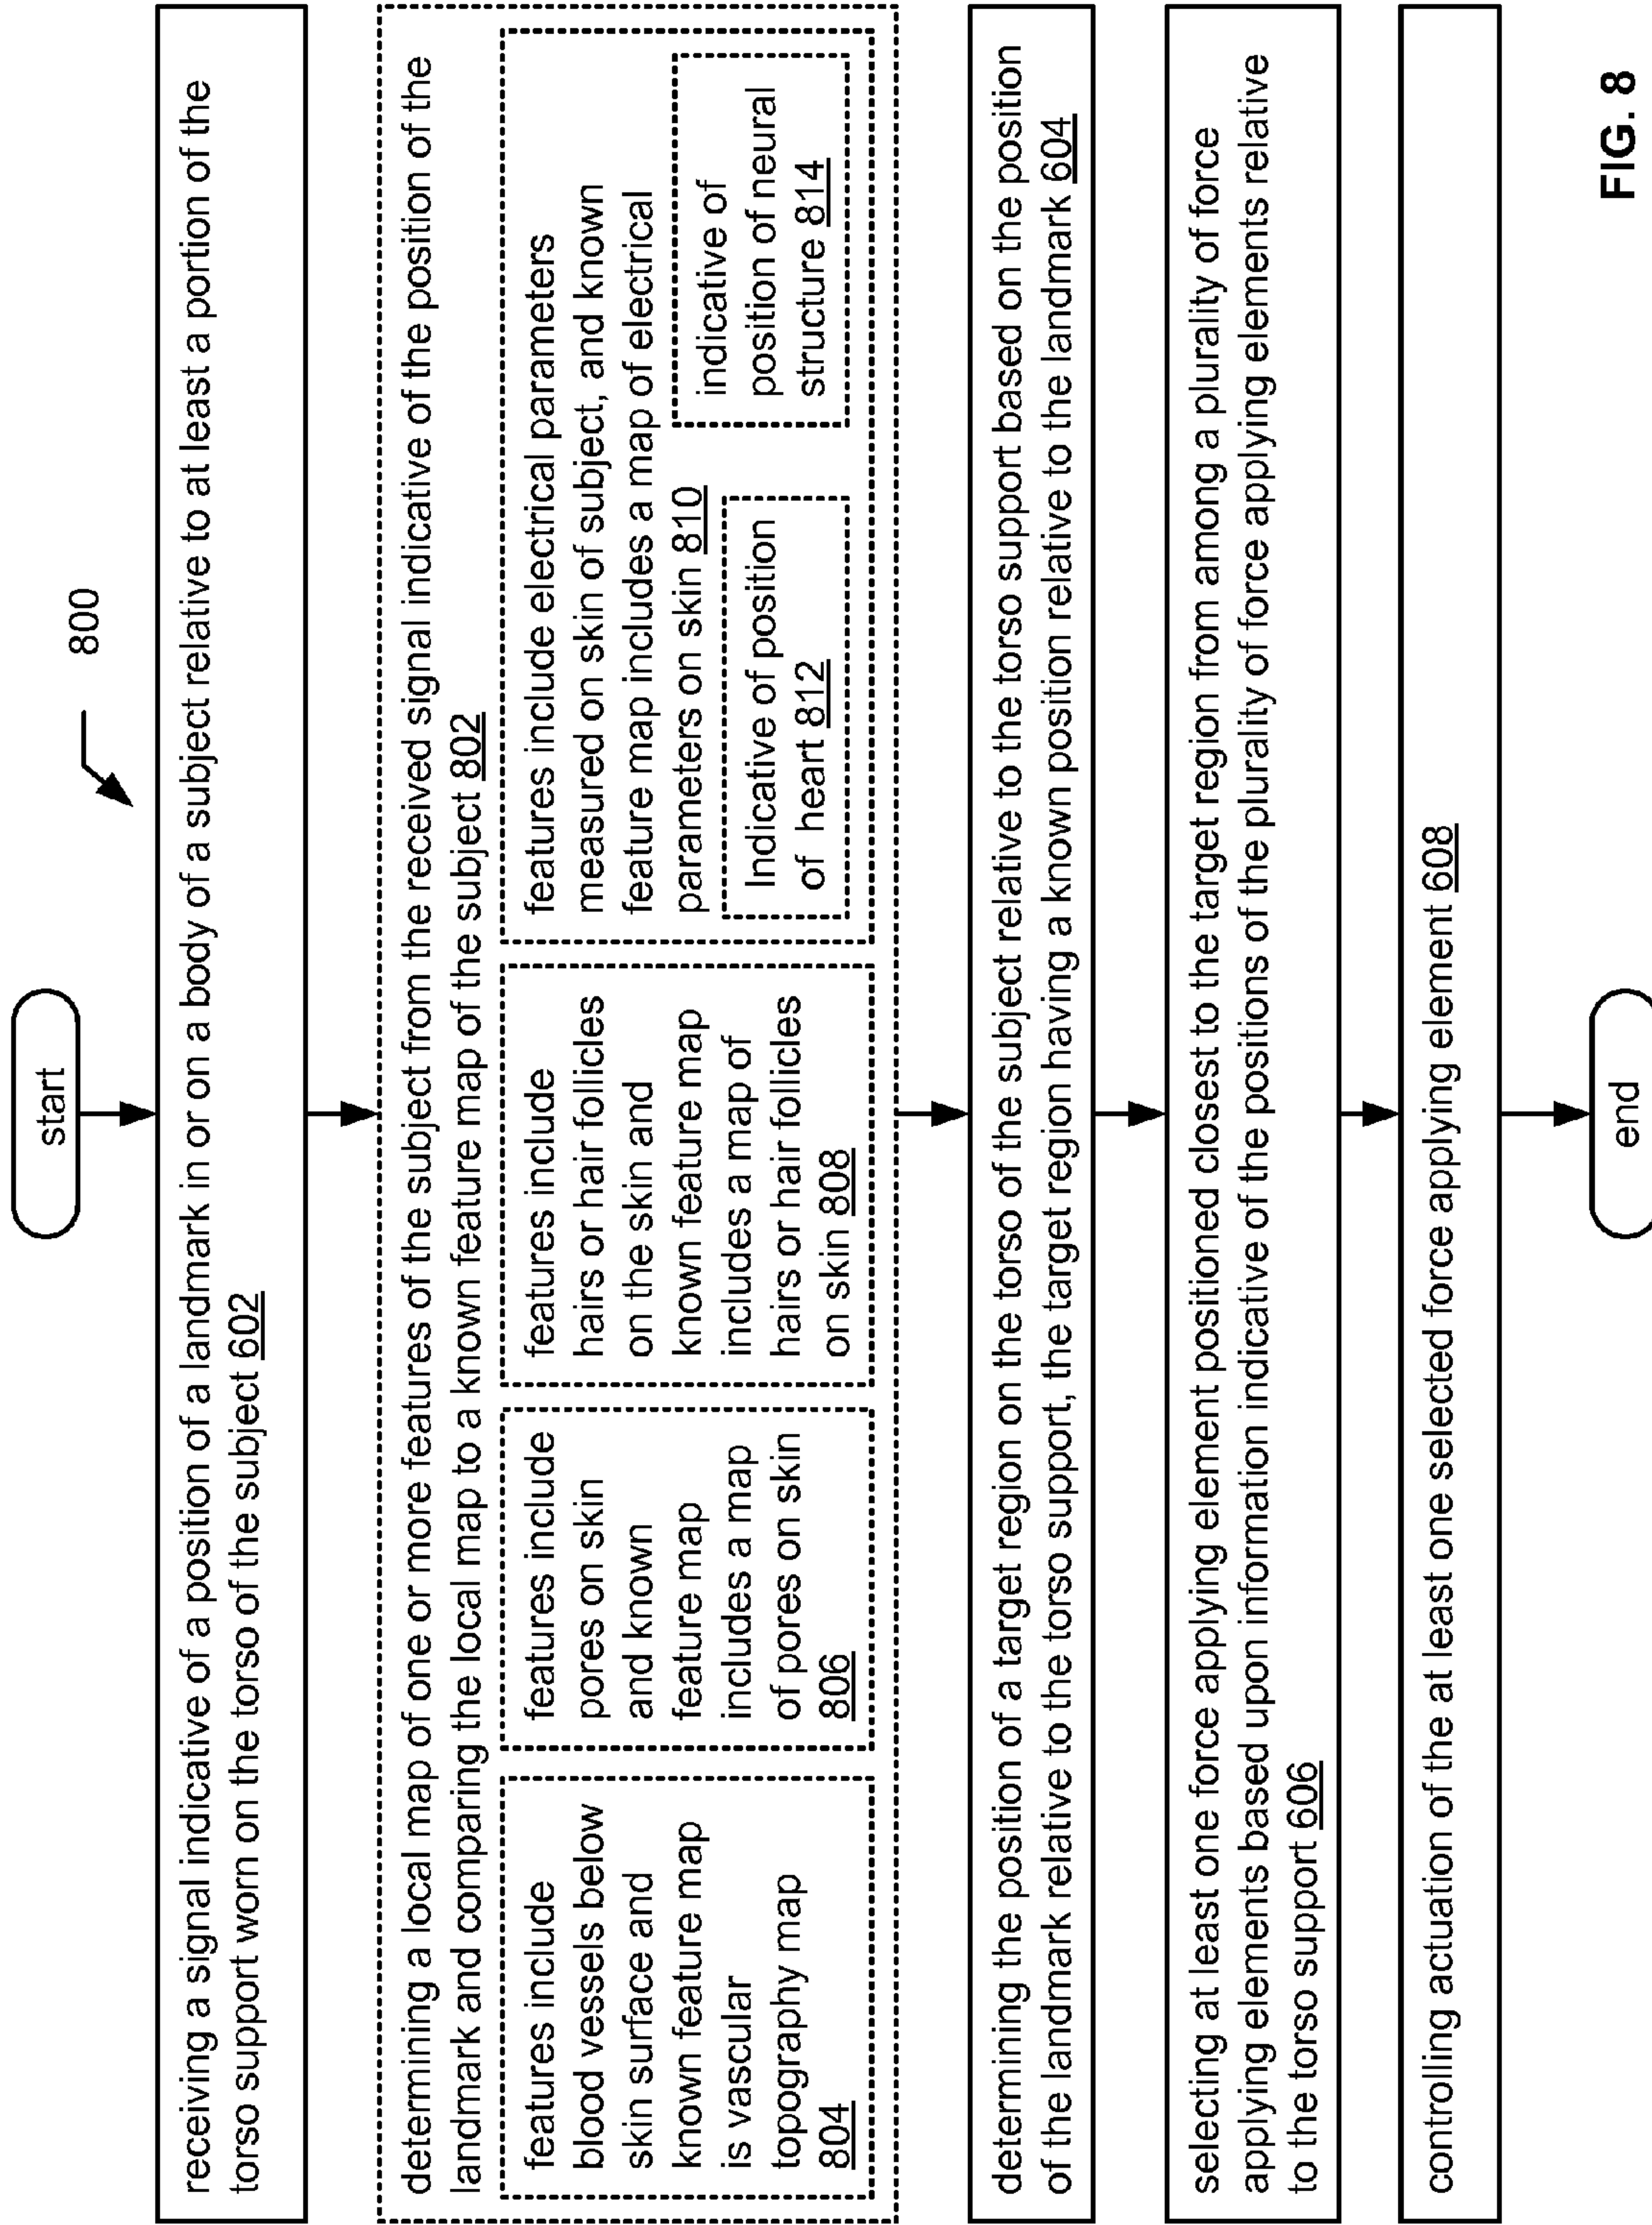 start
800
receiving a signal indicative of a position of a landmark in or on a body of a subject relative to at least a portion of the
torso support worn on the torso of the subject 602
determining a local map of one or more features of the subject from the received signal indicative of the position of the
landmark and comparing the local map to a known feature map of the subject 802
features include
blood vessels below
skin surface and
known feature map
is vascular
topography map
804
features include
pores on skin
and known
feature map
includes a map
of pores on skin
806
features include
hairs or hair follicles
on the skin and
known feature map
includes a map of
hairs or hair follicles
on skin 808
features include electrical parameters
measured on skin of subject, and known
feature map includes a map of electrical
parameters on skin 810
Indicative of position
of heart 812
indicative of
position of neural
structure 814
determining the position of a target region on the torso of the subject relative to the torso support based on the position
of the landmark relative to the torso support, the target region having a known position relative to the landmark 604
selecting at least one force applying element positioned closest to the target region from among a plurality of force
applying elements based upon information indicative of the positions of the plurality of force applying elements relative
to the torso support 606
controlling actuation of the at least one selected force applying element 608
end
FIG. 8